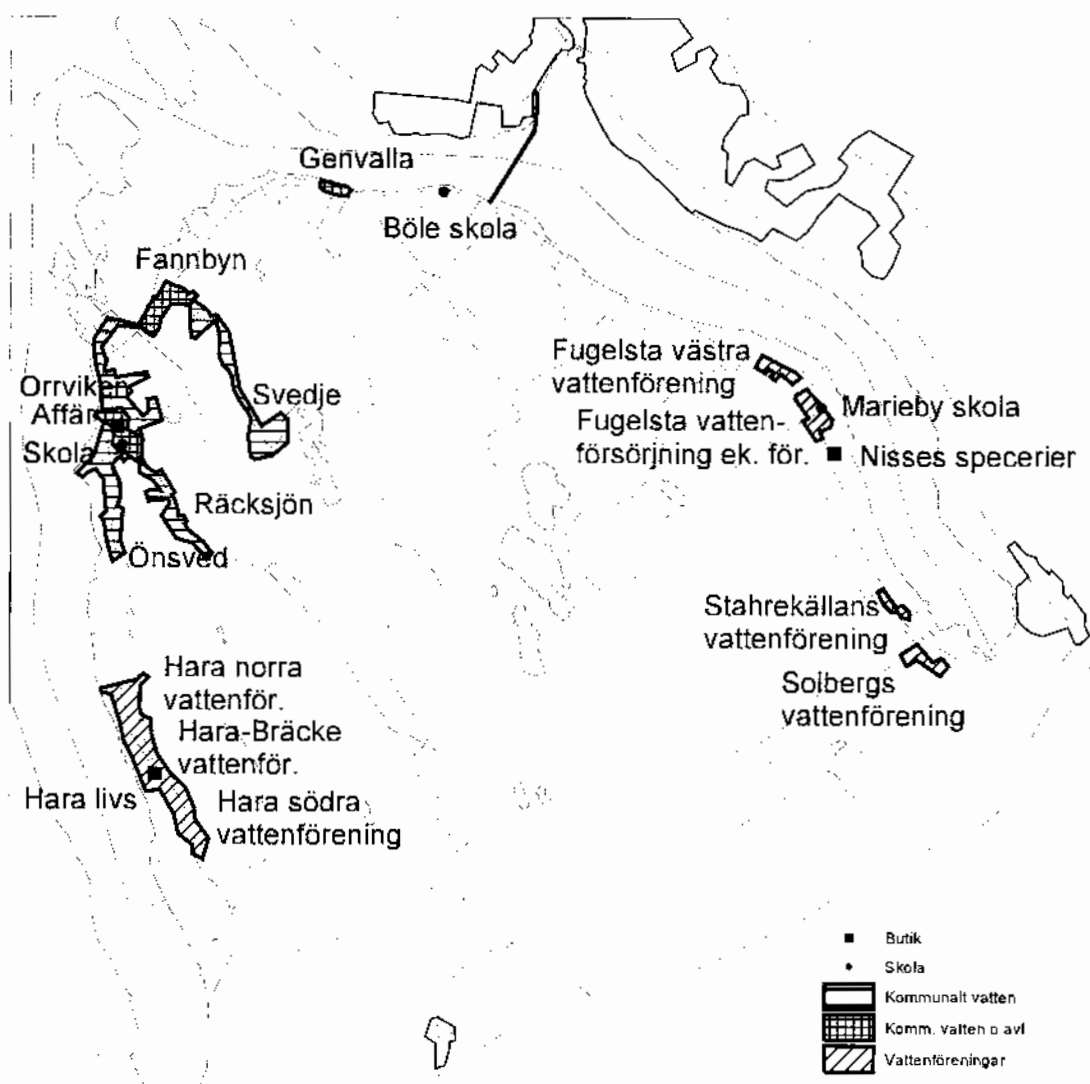 Genvalla
Böle skola
Fannbyn
Orrviken
Affär
Skola
Svedje
Räcksjön
Önsved
Fugelsta västra
vattenförening
Fugelsta vatten-
försörjning ek. för.
Marieby skola
Nisses specerier
Stahrekällans
vattenförening
Solbergs
vattenförening
Hara norra
vattenför.
Hara-Bräcke
vattenför.
Hara livs
Hara södra
vattenförening
Butik
Skola
Kommunalt vatten
Komm. vatten o avl
Vattenföreningar